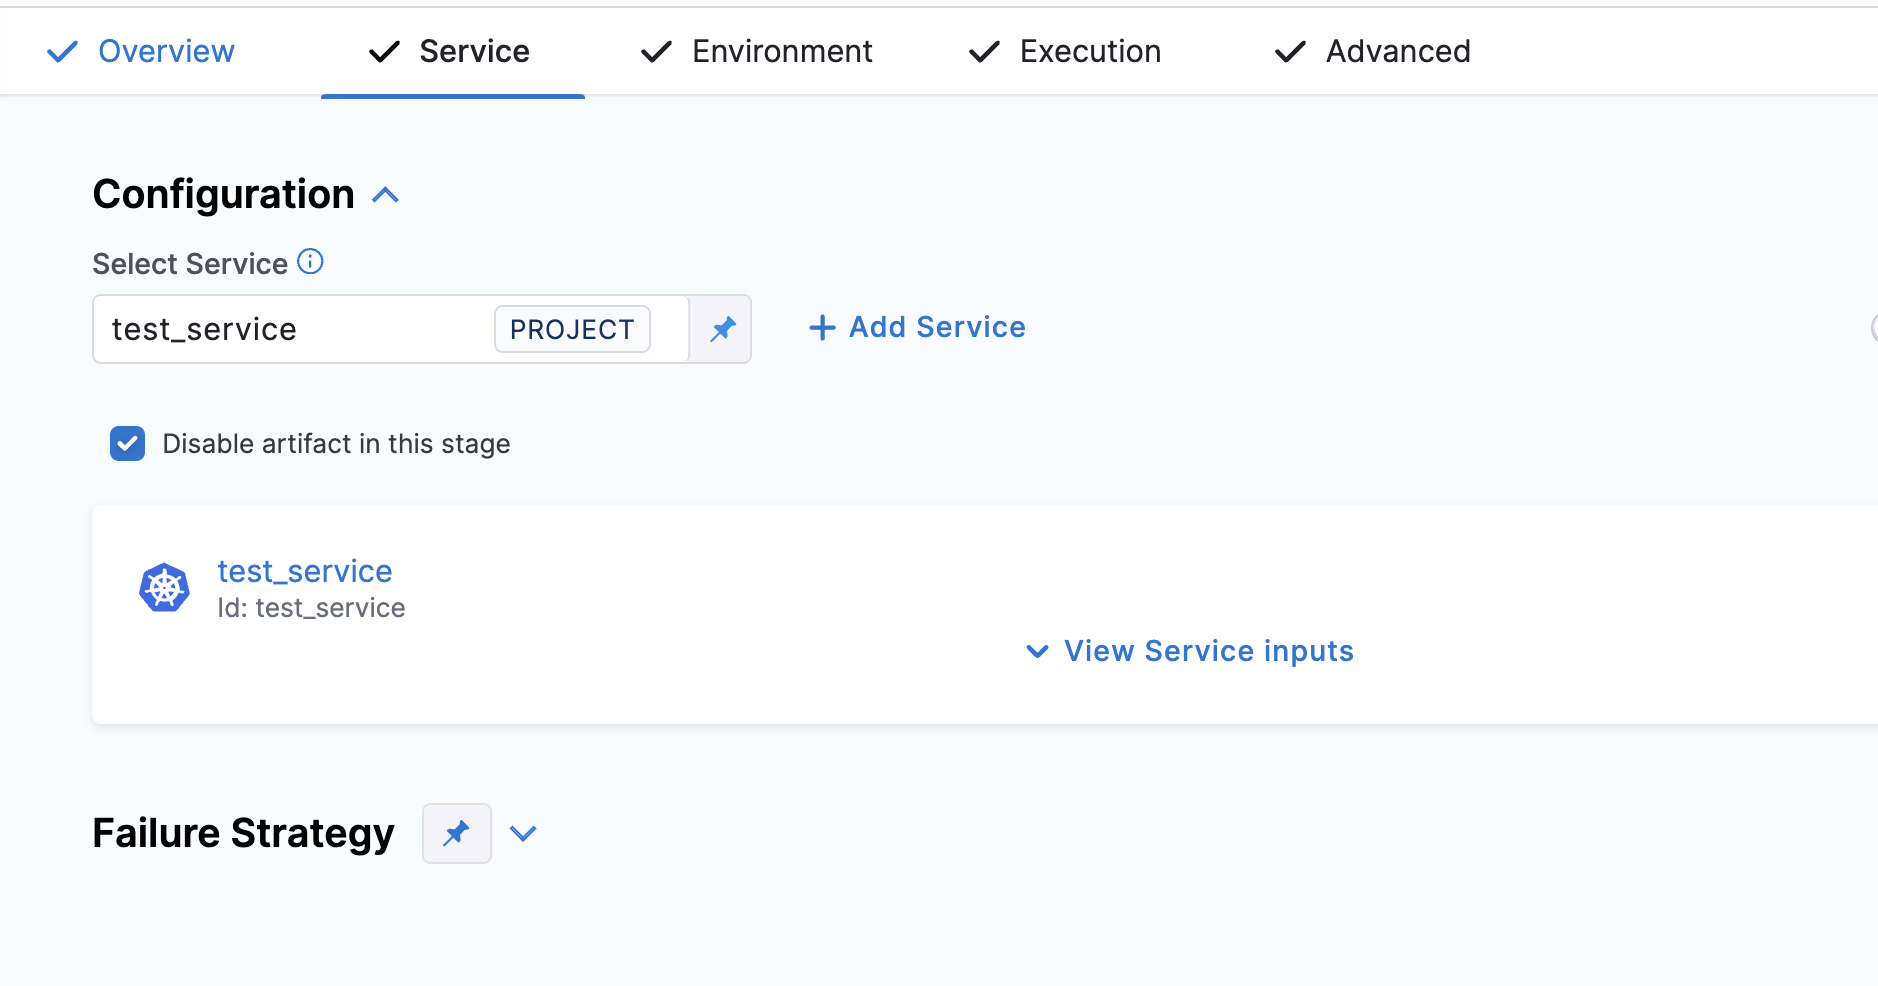 Overview Service Environment Execution Advanced
Configuration
Select Service
test_service PROJECT
Add Service
Disable artifact in this stage
test_service
Id: test_service
View Service inputs
Failure Strategy